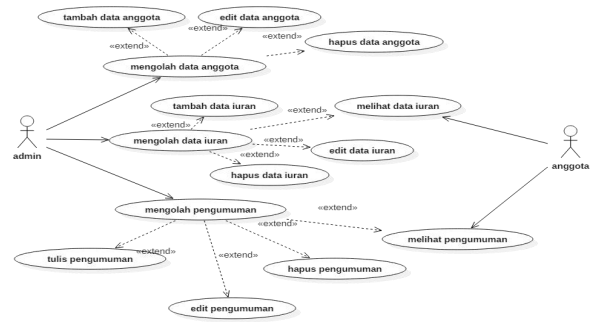 tambah data anggota
edit data anggota
«extend»
«extend»
hapus data anggota
mengolah data anggota
tambah data iuran
melihat data iuran
«extend»
«extend»
admin
mengolah data iuran
«extend»
edit data iuran
«extend»
anggota
hapus data iuran
mengolah pengumuman
«extend»
«extend»
melihat pengumuman
«extend»
«extend»
tulis pengumuman
hapus pengumuman
edit pengumuman